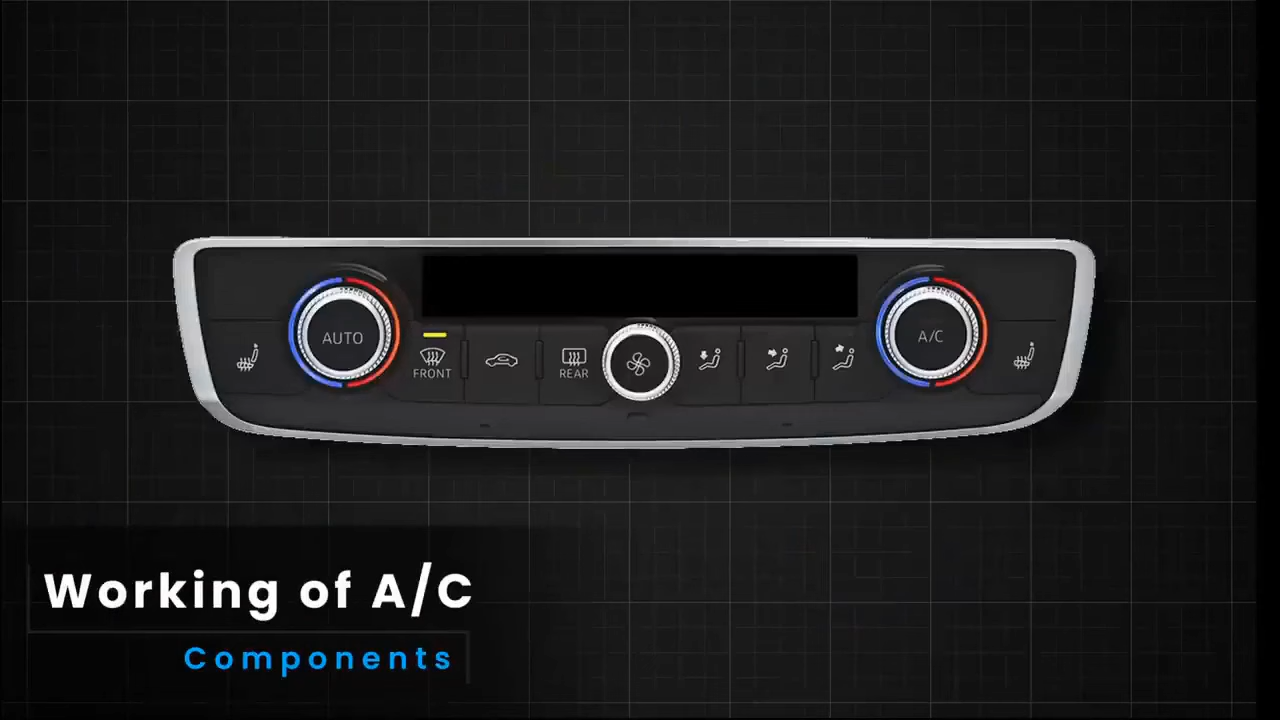 AUTO
A/C
FRONT
REAR
Working of A/C
Components